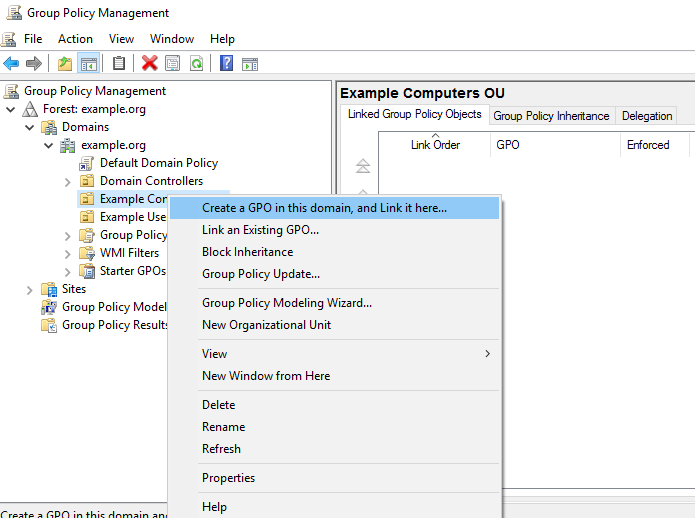 Group Policy Management
File Action View Window Help
Group Policy Management
Forest: example.org
Domains
example.org
Default Domain Policy
Domain Controllers
Example Con
Example Use
Group Policy
WMI Filters
Starter GPOs
Sites
Group Policy Model
Group Policy Results
Example Computers OU
Linked Group Policy Objects Group Policy Inheritance Delegation
Link Order GPO Enforced
Create a GPO in this domain, and Link it here...
Link an Existing GPO...
Block Inheritance
Group Policy Update...
Group Policy Modeling Wizard...
New Organizational Unit
View
New Window from Here
Delete
Rename
Refresh
Properties
Help
Create a GPO in this domain and